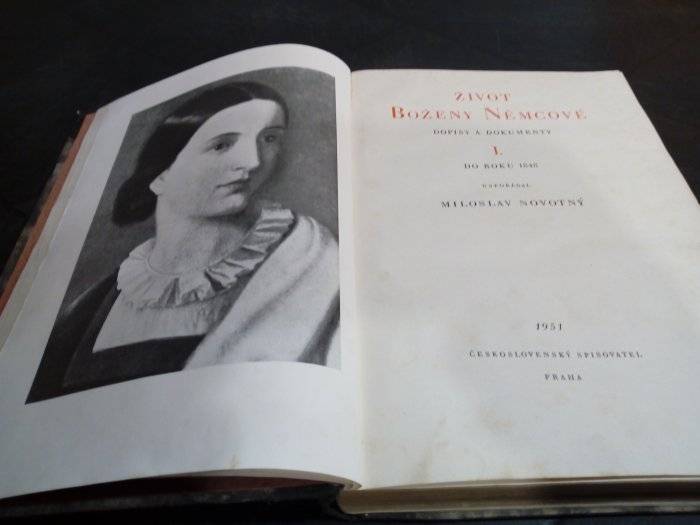 ŽIVOT
BOŽENY NĚMCOVÉ
DOPISY A DOKUMENTY
I.
DO ROKU 1848
USPOŘÁDAL
MILOSLAV NOVOTNÝ
1951
ČESKOSLOVENSKÝ SPISOVATEL
PRAHA